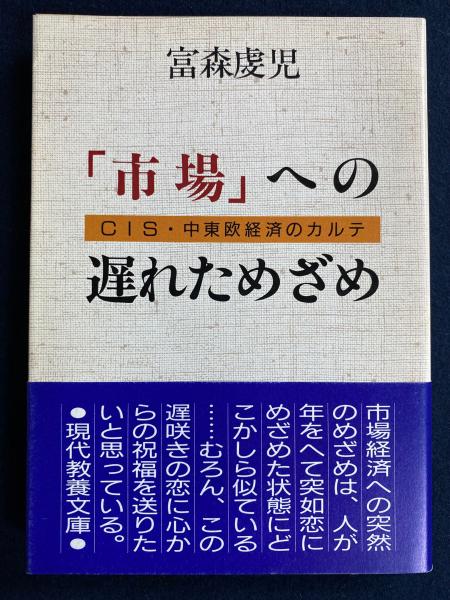 富森虔児
「市場」への
CIS・中東欧経済のカルテ
遅れためざめ
市場経済への突然
のめざめは、人が
年をへて突如恋に
めざめた状態にど
こかしら似ている
……むろん、この
遅咲きの恋に心か
らの祝福を送りた
いと思っている。
●現代教養文庫●